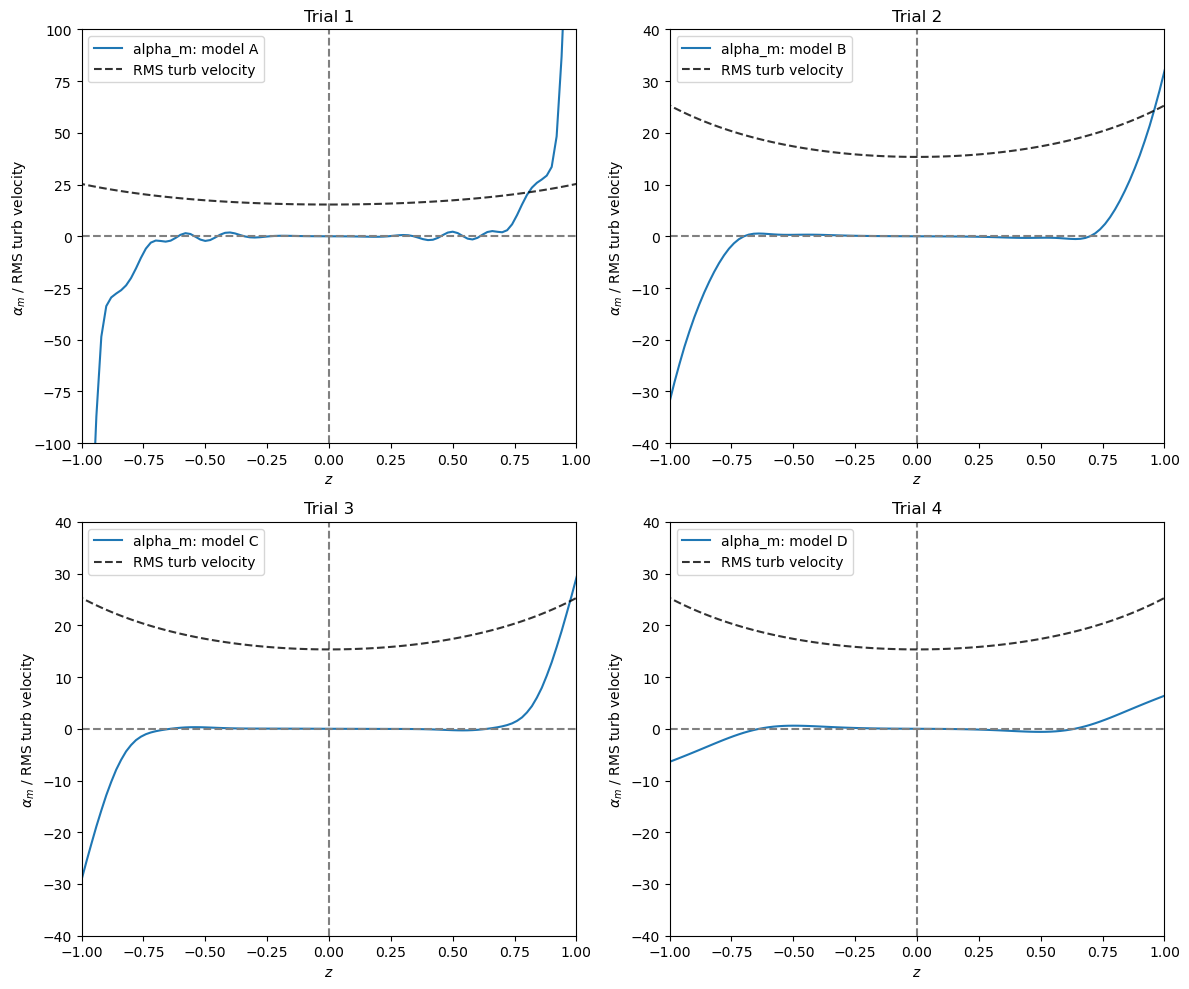 Trial 1
alpha_m: model A
RMS turb velocity
100
75
50
25
0
−25
−50
−75
−100
α_m / RMS turb velocity
−1.00 −0.75 −0.50 −0.25 0.00 0.25 0.50 0.75 1.00
z
Trial 2
alpha_m: model B
RMS turb velocity
40
30
20
10
0
−10
−20
−30
−40
α_m / RMS turb velocity
−1.00 −0.75 −0.50 −0.25 0.00 0.25 0.50 0.75 1.00
z
Trial 3
alpha_m: model C
RMS turb velocity
40
30
20
10
0
−10
−20
−30
−40
α_m / RMS turb velocity
−1.00 −0.75 −0.50 −0.25 0.00 0.25 0.50 0.75 1.00
z
Trial 4
alpha_m: model D
RMS turb velocity
40
30
20
10
0
−10
−20
−30
−40
α_m / RMS turb velocity
−1.00 −0.75 −0.50 −0.25 0.00 0.25 0.50 0.75 1.00
z